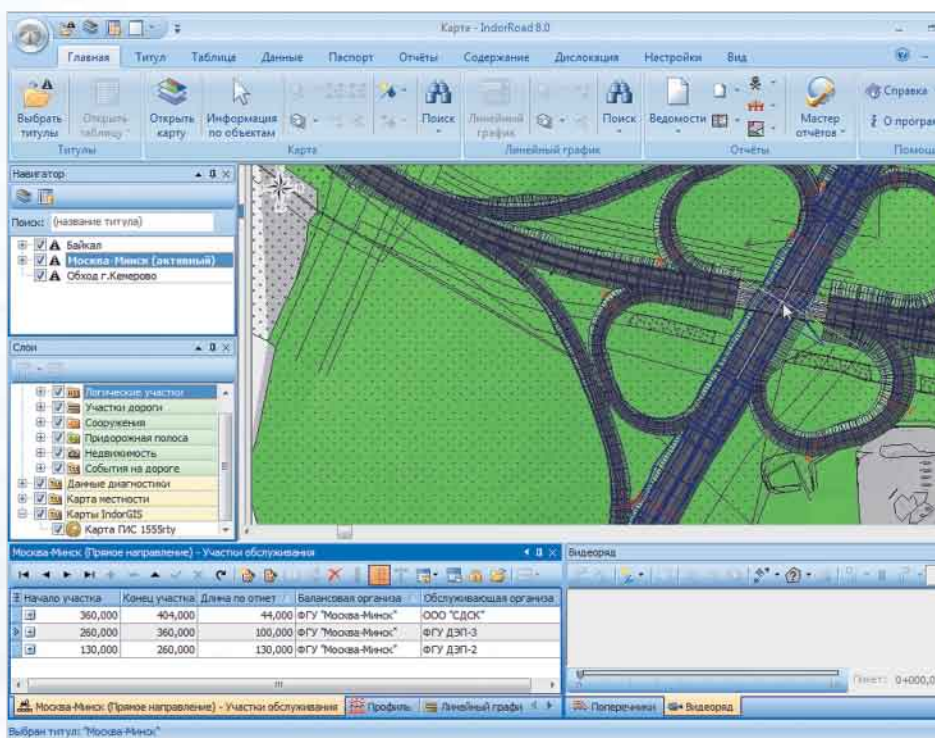 Карта - IndorRoad 8.0
Главная Титул Таблица Данные Паспорт Отчёты Содержание Дислокация Настройки Вид
Выбрать титулы
Открыть таблицу
Открыть карту
Информация по объектам
Поиск
Линейный график
Поиск
Ведомости
Мастер отчётов
Справка
О програм
Титулы Карта Линейный график Отчёты Помощь
Навигатор
Поиск: (название титула)
Байкал
Москва-Минск (активный)
Обход г.Кемерово
Слои
Логические участки
Участки дороги
Сооружения
Придорожная полоса
Недвижимость
События на дороге
Данные диагностики
Карта местности
Карты IndorGIS
Карта ГИС 1555rty
Москва-Минск (Прямое направление) - Участки обслуживания
Начало участка Конец участка Длина по отмет Балансовая организа Обслуживающая организа
360,000 404,000 44,000 ФГУ "Москва-Минск" ООО "СДСК"
260,000 360,000 100,000 ФГУ "Москва-Минск" ФГУ ДЭП-3
130,000 260,000 130,000 ФГУ "Москва-Минск" ФГУ ДЭП-2
Москва-Минск (Прямое направление) - Участки обслуживания Профиль Линейный графи
Видеоряд
Пикет: 0+000,0
Поперечники Видеоряд
Выбран титул: "Москва-Минск"